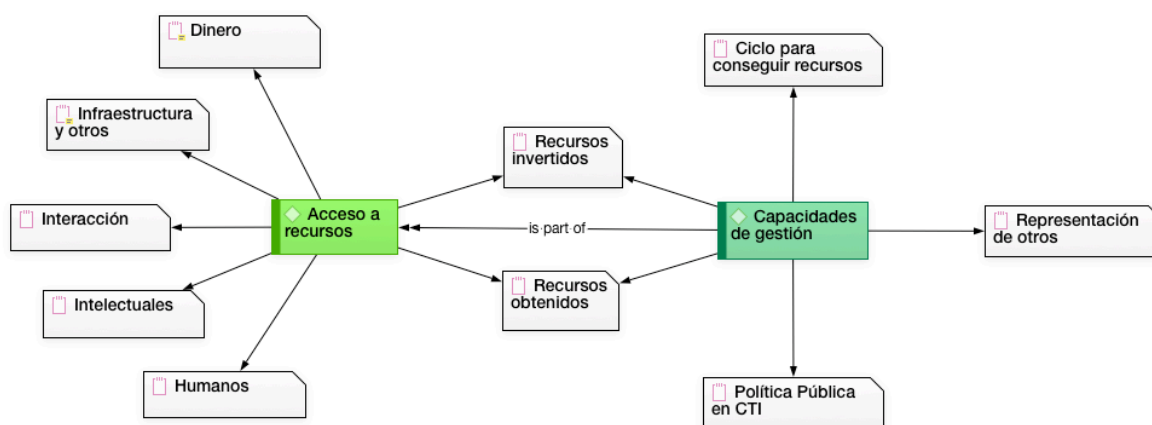 Dinero
Ciclo para
conseguir recursos
Infraestructura
y otros
Recursos
invertidos
Interacción
Acceso a
recursos
is part of
Capacidades
de gestión
Representación
de otros
Intelectuales
Recursos
obtenidos
Humanos
Política Pública
en CTI